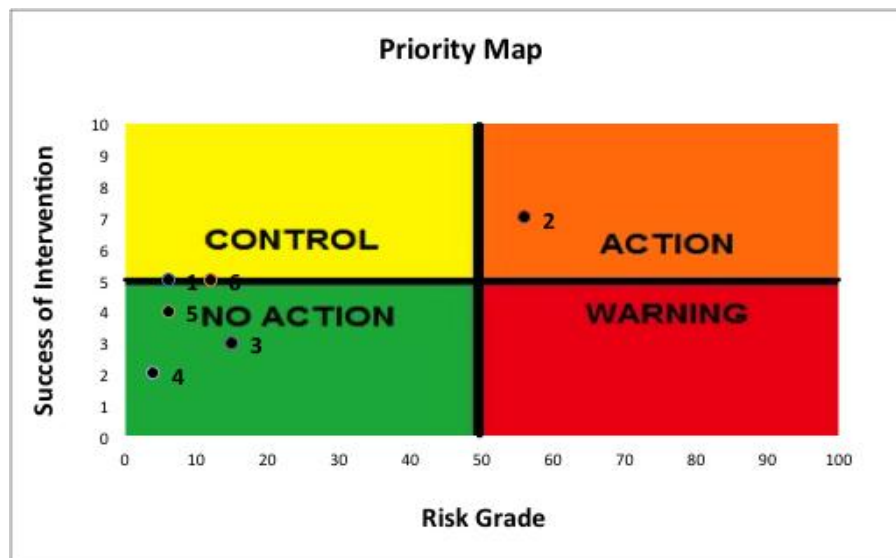 Priority Map
Success of Intervention
10
9
8
7
6
5
4
3
2
1
0
CONTROL
ACTION
NO ACTION
WARNING
2
1
6
5
3
4
0 10 20 30 40 50 60 70 80 90 100
Risk Grade